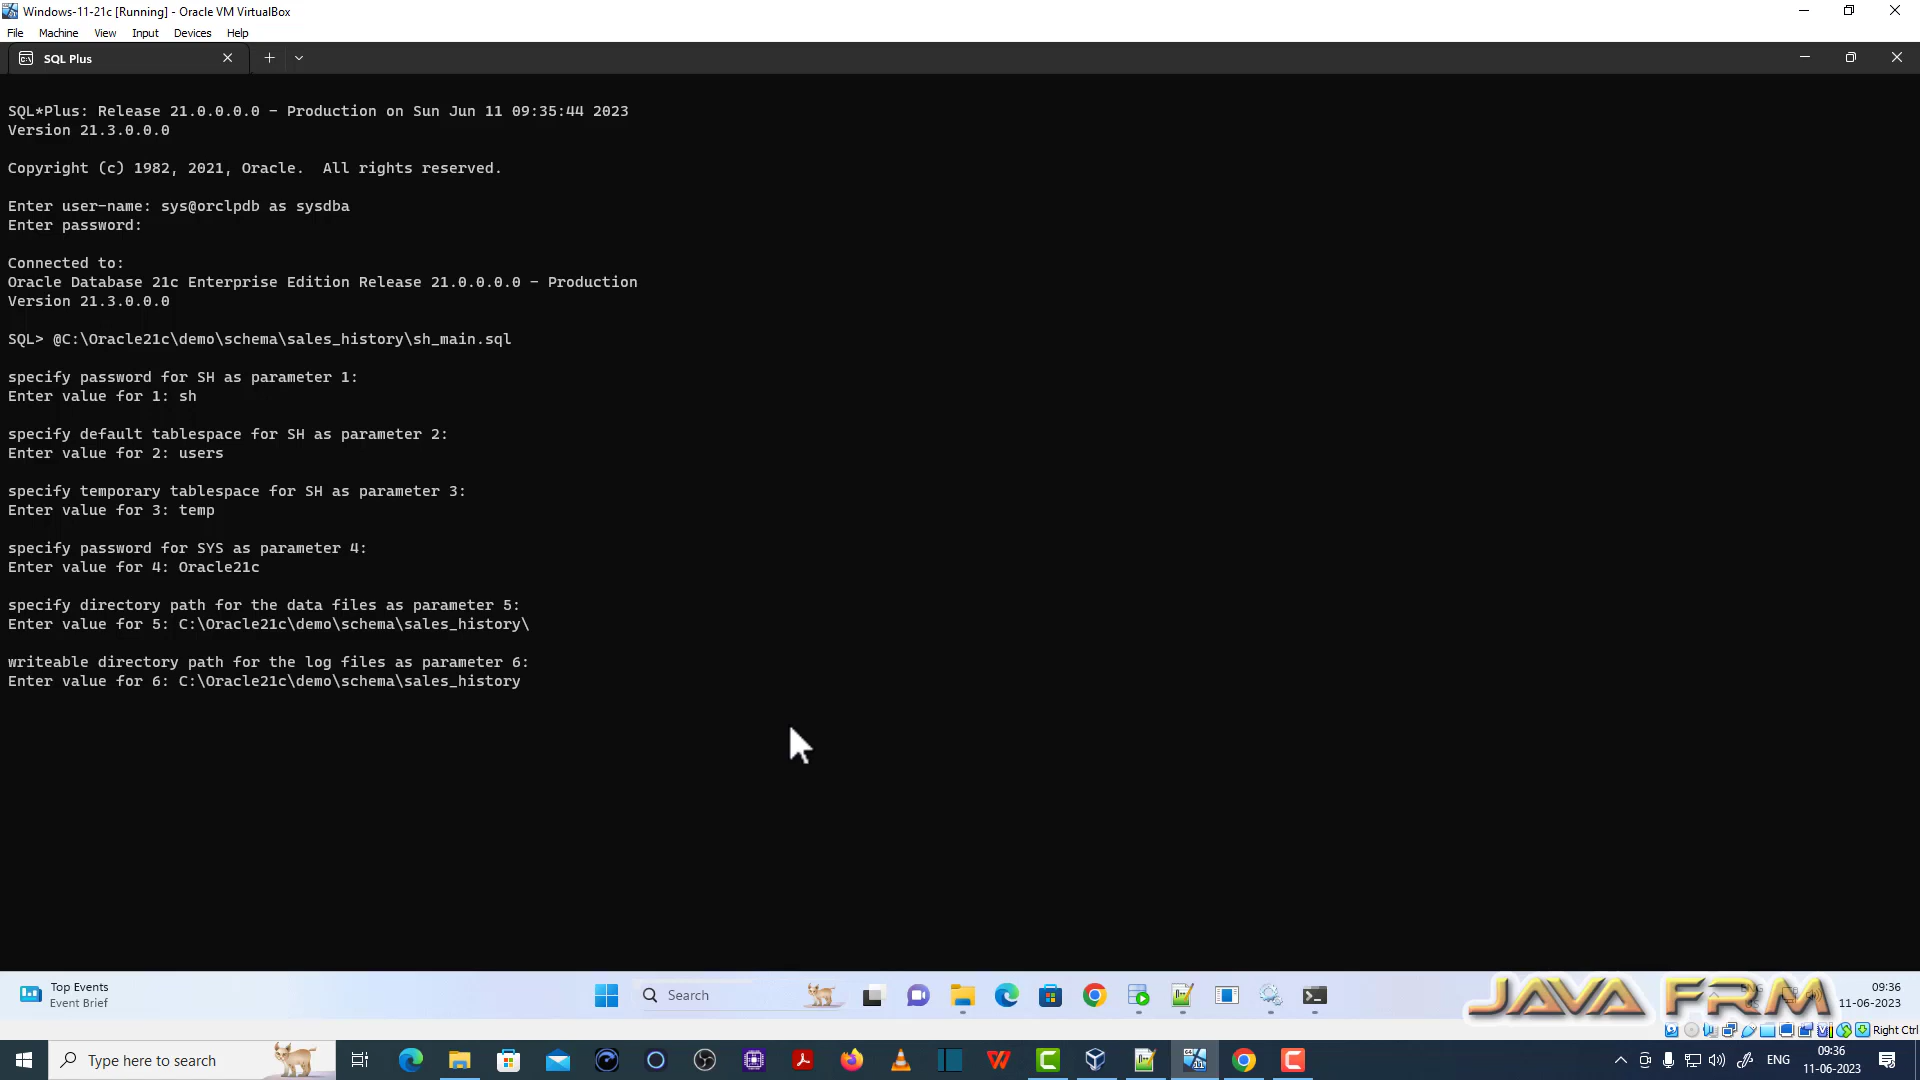 Windows-11-21c [Running] - Oracle VM VirtualBox
File Machine View Input Devices Help
SQL Plus
SQL*Plus: Release 21.0.0.0.0 - Production on Sun Jun 11 09:35:44 2023
Version 21.3.0.0.0
Copyright (c) 1982, 2021, Oracle.  All rights reserved.
Enter user-name: sys@orclpdb as sysdba
Enter password:
Connected to:
Oracle Database 21c Enterprise Edition Release 21.0.0.0.0 - Production
Version 21.3.0.0.0
SQL> @C:\Oracle21c\demo\schema\sales_history\sh_main.sql
specify password for SH as parameter 1:
Enter value for 1: sh
specify default tablespace for SH as parameter 2:
Enter value for 2: users
specify temporary tablespace for SH as parameter 3:
Enter value for 3: temp
specify password for SYS as parameter 4:
Enter value for 4: Oracle21c
specify directory path for the data files as parameter 5:
Enter value for 5: C:\Oracle21c\demo\schema\sales_history\
writeable directory path for the log files as parameter 6:
Enter value for 6: C:\Oracle21c\demo\schema\sales_history
Top Events
Event Brief
Search
JAVA FRM
09:36
11-06-2023
Right Ctrl
Type here to search
ENG
09:36
11-06-2023